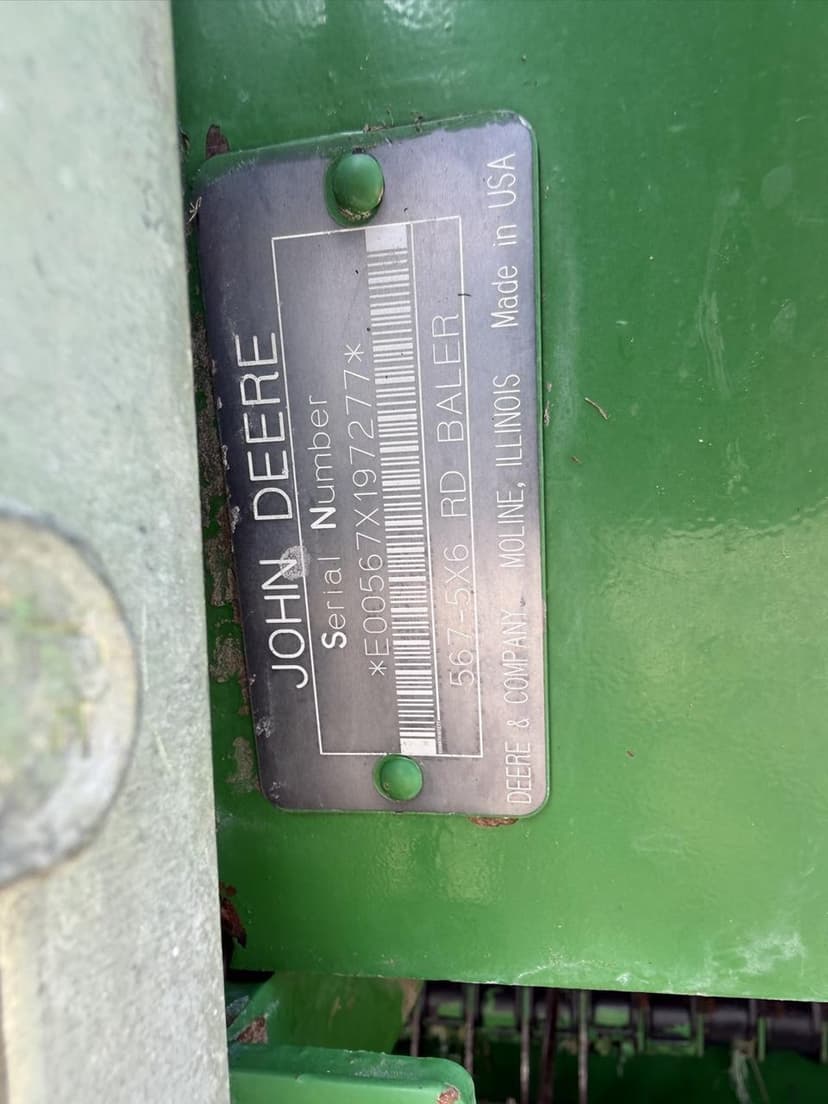 JOHN DEERE
Serial Number
*E00567X197277*
567-5X6 RD BALER
DEERE & COMPANY MOLINE, ILLINOIS Made in USA